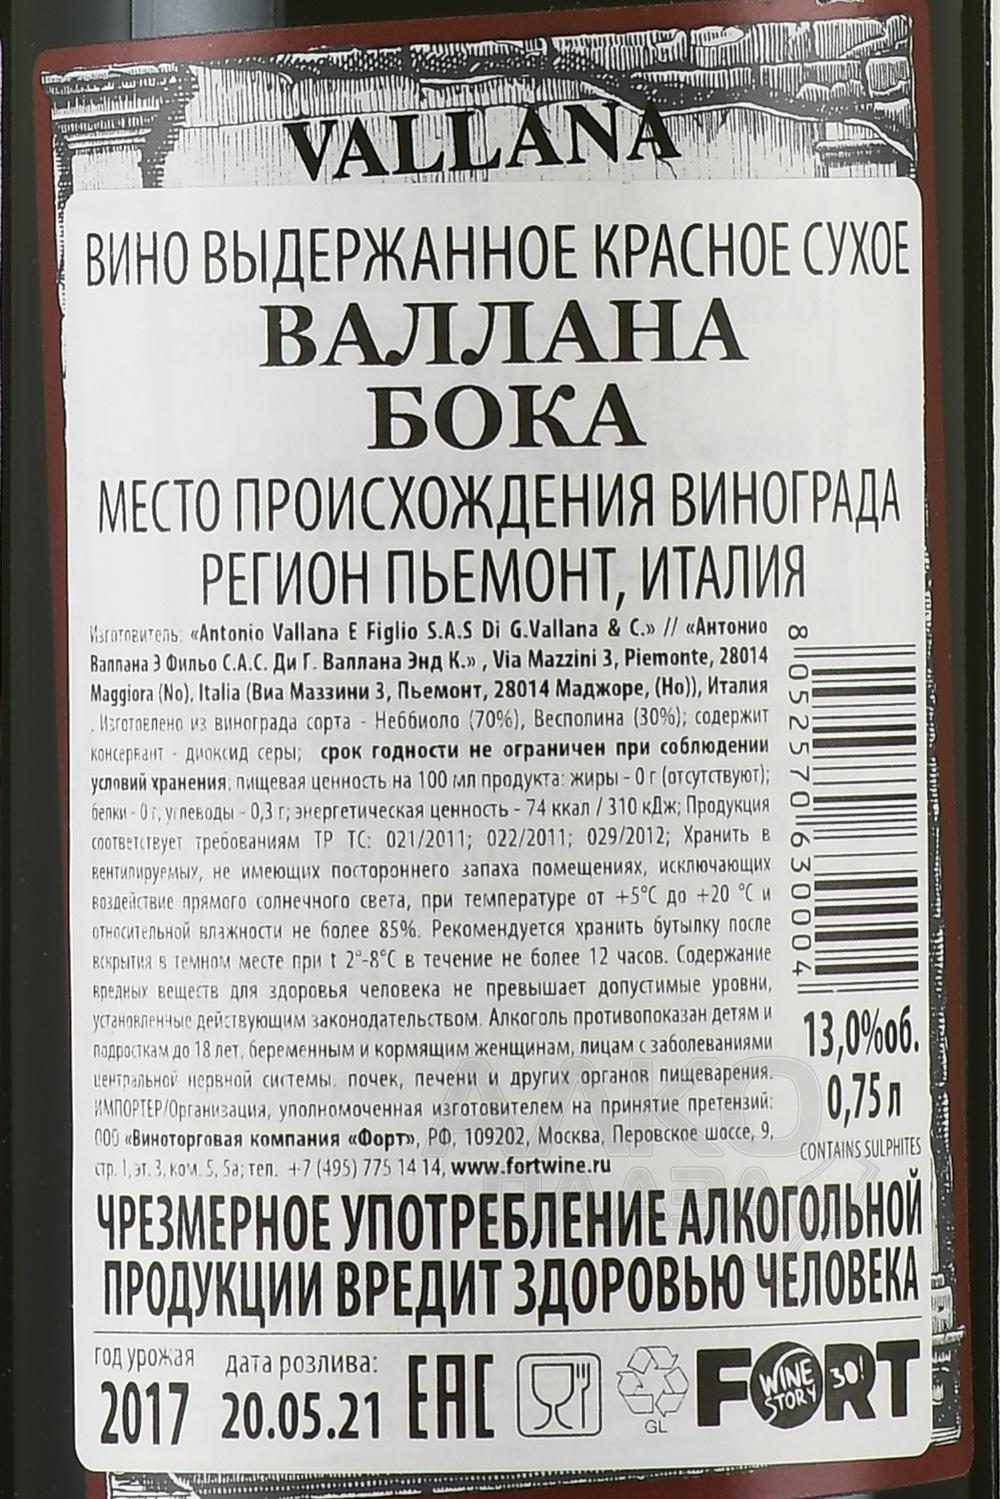 VALLANA
ВИНО ВЫДЕРЖАННОЕ КРАСНОЕ СУХОЕ
ВАЛЛАНА
БОКА
МЕСТО ПРОИСХОЖДЕНИЯ ВИНОГРАДА
РЕГИОН ПЬЕМОНТ, ИТАЛИЯ
Изготовитель: «Antonio Vallana E Figlio S.A.S Di G.Vallana & C.» // «Антонио
Валлана Э Фильо С.А.С. Ди Г. Валлана Энд К.» , Via Mazzini 3, Piemonte, 28014
Maggiora (No), Italia (Виа Маззини 3, Пьемонт, 28014 Маджоре, (Но)), Италия
. Изготовлено из винограда сорта - Неббиоло (70%), Весполина (30%); содержит
консервант - диоксид серы; срок годности не ограничен при соблюдении
условий хранения; пищевая ценность на 100 мл продукта: жиры - 0 г (отсутствуют);
белки - 0 г, углеводы - 0,3 г; энергетическая ценность - 74 ккал / 310 кДж; Продукция
соответствует требованиям ТР ТС: 021/2011; 022/2011; 029/2012; Хранить в
вентилируемых, не имеющих постороннего запаха помещениях, исключающих
воздействие прямого солнечного света, при температуре от +5°C до +20 °C и
относительной влажности не более 85%. Рекомендуется хранить бутылку после
вскрытия в темном месте при t 2°-8°C в течение не более 12 часов. Содержание
вредных веществ для здоровья человека не превышает допустимые уровни,
установленные действующим законодательством. Алкоголь противопоказан детям и
подросткам до 18 лет, беременным и кормящим женщинам, лицам с заболеваниями
центральной нервной системы, почек, печени и других органов пищеварения.
ИМПОРТЕР/Организация, уполномоченная изготовителем на принятие претензий:
ООО «Виноторговая компания «Форт», РФ, 109202, Москва, Перовское шоссе, 9,
стр. 1, эт. 3, ком. 5, 5а; тел. +7 (495) 775 14 14, www.fortwine.ru
8 052570 630004
13,0%об.
0,75 л
CONTAINS SULPHITES
ЧРЕЗМЕРНОЕ УПОТРЕБЛЕНИЕ АЛКОГОЛЬНОЙ
ПРОДУКЦИИ ВРЕДИТ ЗДОРОВЬЮ ЧЕЛОВЕКА
год урожая
2017
дата розлива:
20.05.21
ЕАС
GL
FORT
WINE STORY 30!
АЛКО
ПЛАЗА